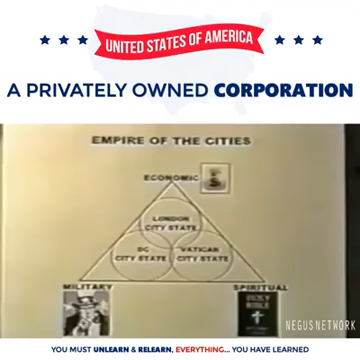 UNITED STATES OF AMERICA
A PRIVATELY OWNED CORPORATION
EMPIRE OF THE CITIES
ECONOMIC
LONDON
CITY STATE
DC
CITY STATE
VATICAN
CITY STATE
MILITARY
SPIRITUAL
HOLY
BIBLE
NEGUS NETWORK
YOU MUST UNLEARN & RELEARN, EVERYTHING... YOU HAVE LEARNED